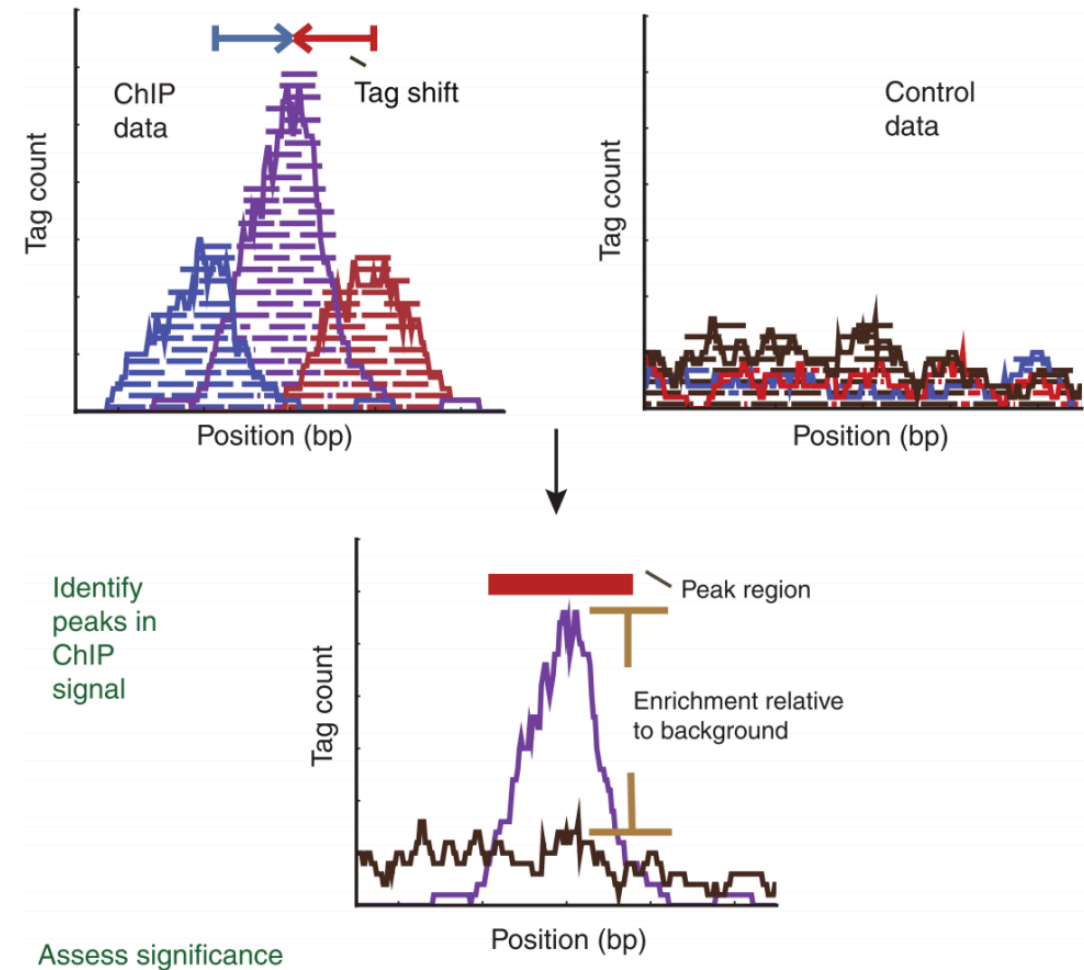 ChIP
data
Tag shift
Tag count
Position (bp)
Control
data
Tag count
Position (bp)
Identify
peaks in
ChIP
signal
Peak region
Enrichment relative
to background
Tag count
Position (bp)
Assess significance